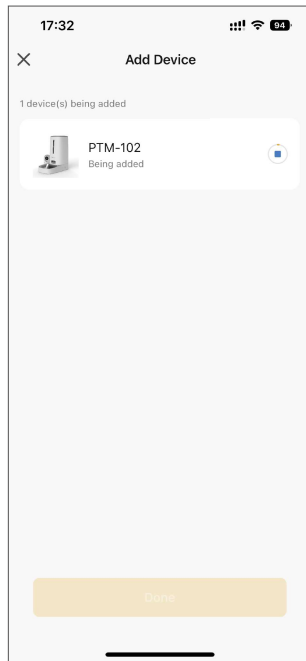 17:32
94
Add Device
1 device(s) being added
PTM-102
Being added
Done